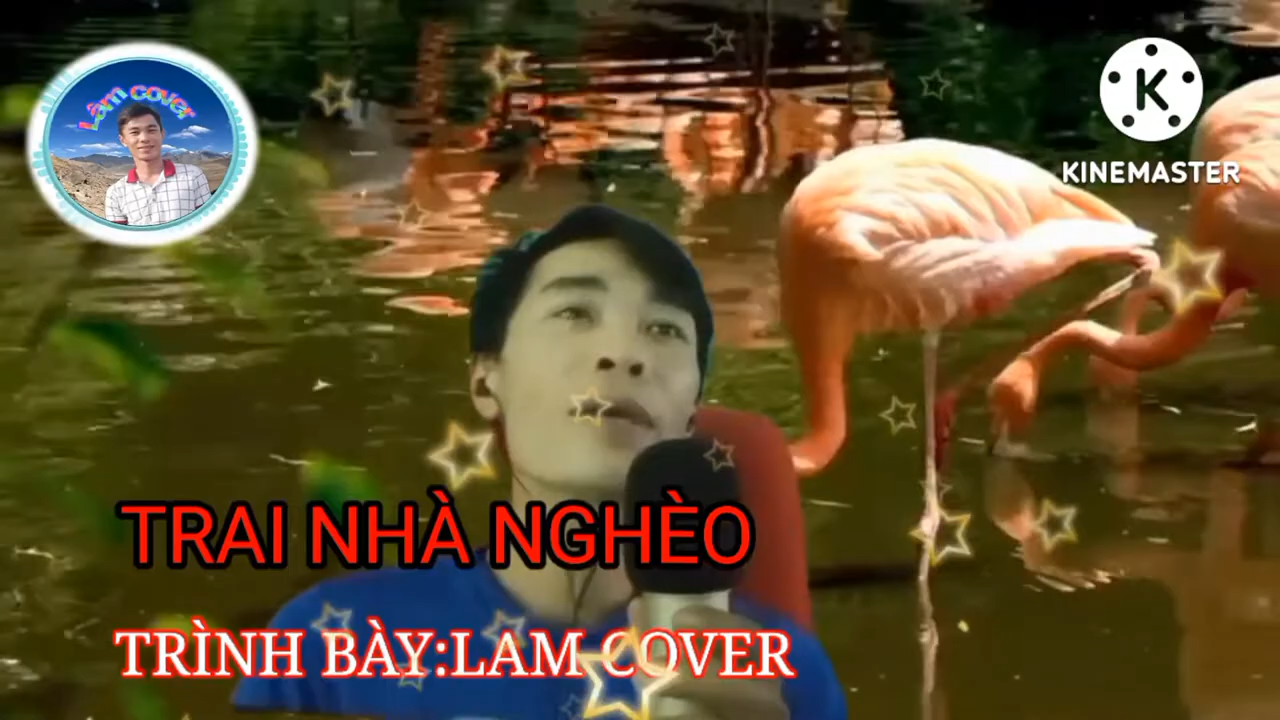 Lâm cover
K
KINEMASTER
TRAI NHÀ NGHÈO
TRÌNH BÀY:LAM COVER